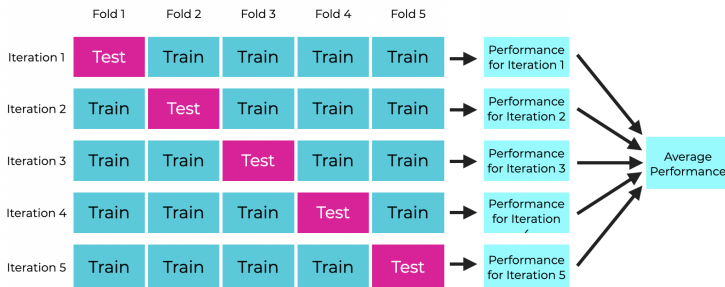 Fold 1 Fold 2 Fold 3 Fold 4 Fold 5
Iteration 1 Test Train Train Train Train Performance
for Iteration 1
Iteration 2 Train Test Train Train Train Performance
for Iteration 2
Iteration 3 Train Train Test Train Train Performance
for Iteration 3
Average
Performance
Iteration 4 Train Train Train Test Train Performance
for Iteration
Iteration 5 Train Train Train Train Test Performance
for Iteration 5